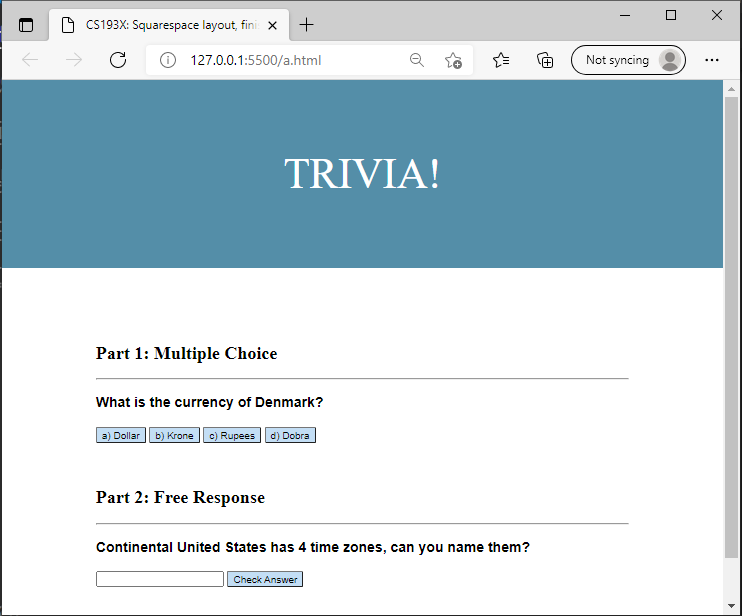 CS193X: Squarespace layout, fini
127.0.0.1:5500/a.html
Not syncing
TRIVIA!
Part 1: Multiple Choice
What is the currency of Denmark?
a) Dollar b) Krone c) Rupees d) Dobra
Part 2: Free Response
Continental United States has 4 time zones, can you name them?
Check Answer